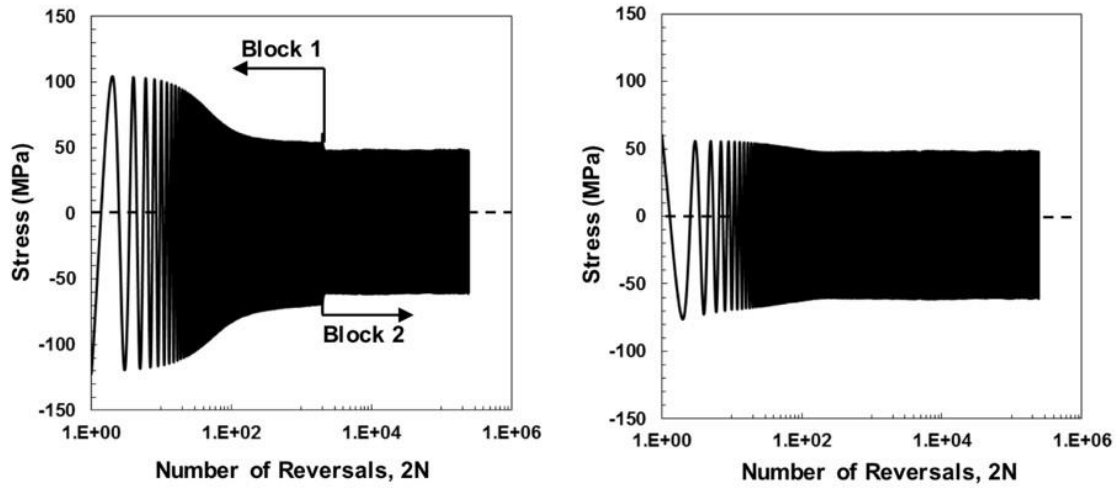 150
100
50
0
-50
-100
-150
Stress (MPa)
Block 1
Block 2
1.E+00
1.E+02
1.E+04
1.E+06
Number of Reversals, 2N
150
100
50
0
-50
-100
-150
Stress (MPa)
1.E+00
1.E+02
1.E+04
1.E+06
Number of Reversals, 2N